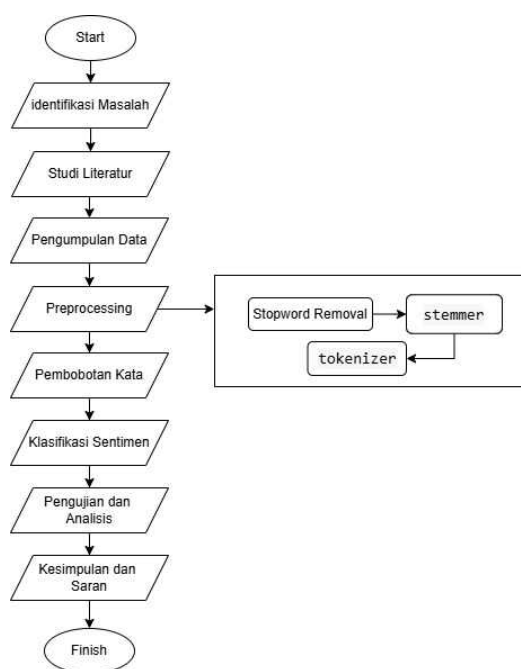 Start
identifikasi Masalah
Studi Literatur
Pengumpulan Data
Preprocessing
Stopword Removal
stemmer
tokenizer
Pembobotan Kata
Klasifikasi Sentimen
Pengujian dan
Analisis
Kesimpulan dan
Saran
Finish